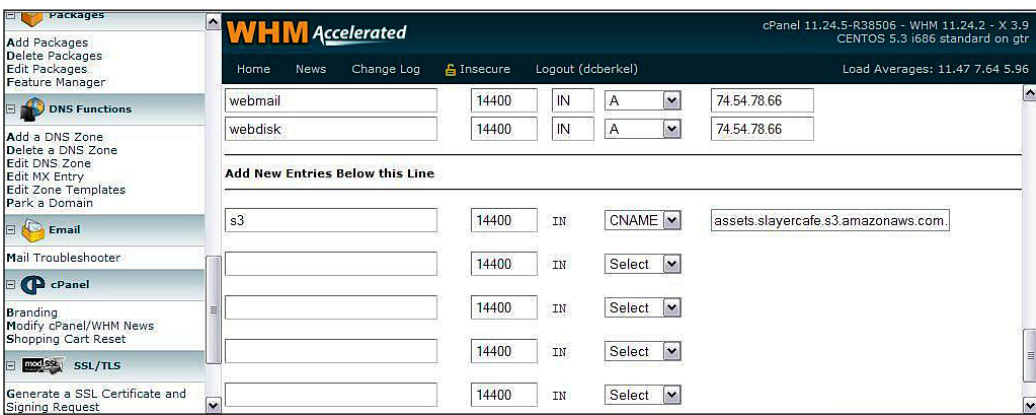 Packages
Add Packages
Delete Packages
Edit Packages
Feature Manager
DNS Functions
Add a DNS Zone
Delete a DNS Zone
Edit DNS Zone
Edit MX Entry
Edit Zone Templates
Park a Domain
Email
Mail Troubleshooter
cPanel
Branding
Modify cPanel/WHM News
Shopping Cart Reset
mod ssl SSL/TLS
Generate a SSL Certificate and
Signing Request
WHM Accelerated
cPanel 11.24.5-R38506 - WHM 11.24.2 - X 3.9
CENTOS 5.3 i686 standard on gtr
Home News Change Log Insecure Logout (dcberkel) Load Averages: 11.47 7.64 5.96
webmail 14400 IN A 74.54.78.66
webdisk 14400 IN A 74.54.78.66
Add New Entries Below this Line
s3 14400 IN CNAME assets.slayercafe.s3.amazonaws.com.
14400 IN Select
14400 IN Select
14400 IN Select
14400 IN Select